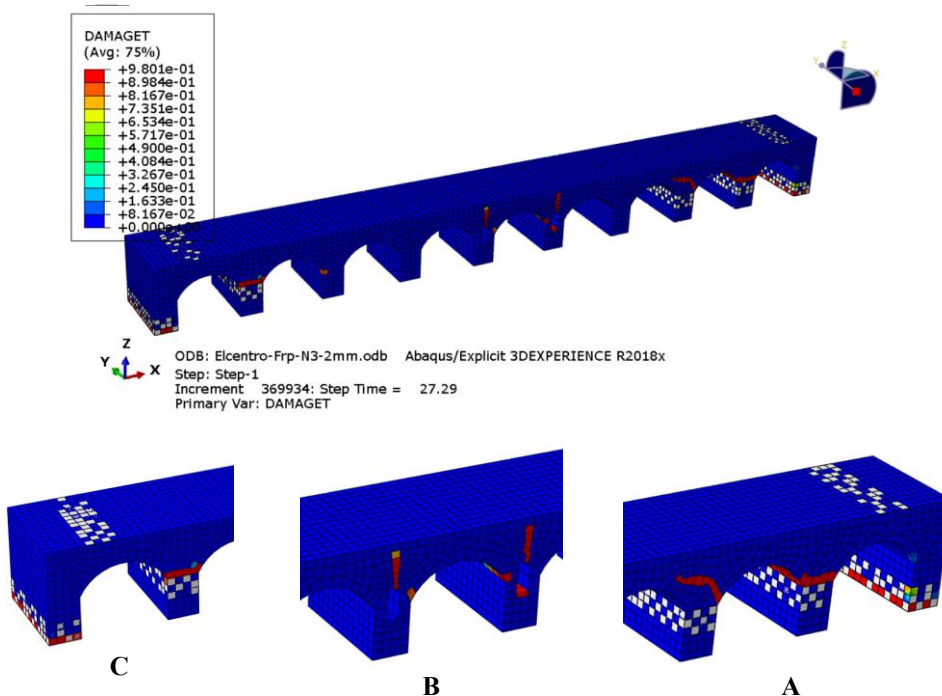 DAMAGET
(Avg: 75%)
+9.801e-01
+8.984e-01
+8.167e-01
+7.351e-01
+6.534e-01
+5.717e-01
+4.900e-01
+4.084e-01
+3.267e-01
+2.450e-01
+1.633e-01
+8.167e-02
+0.000e+00
Z
Y
X
Z
Y
X
ODB: Elcentro-Frp-N3-2mm.odb Abaqus/Explicit 3DEXPERIENCE R2018x
Step: Step-1
Increment 369934: Step Time = 27.29
Primary Var: DAMAGET
C
B
A